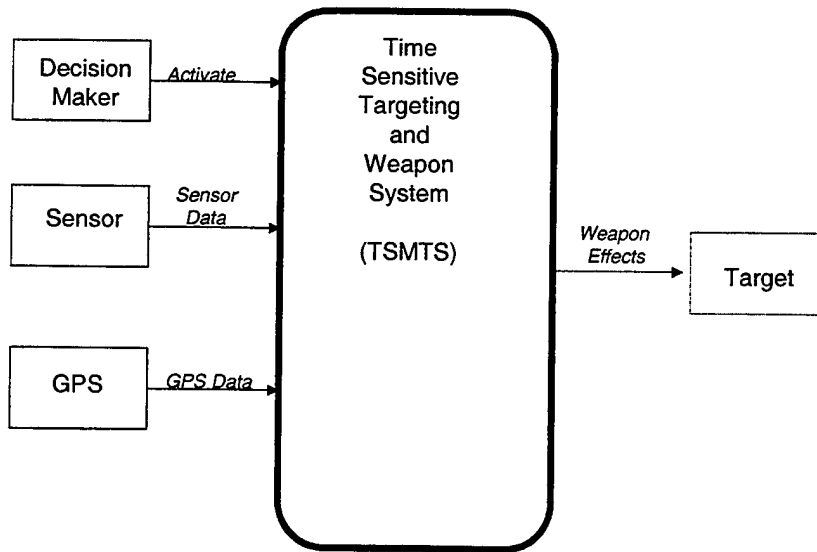 Decision
Maker
Activate
Sensor
Sensor
Data
GPS
GPS Data
Time
Sensitive
Targeting
and
Weapon
System
(TSMTS)
Weapon
Effects
Target